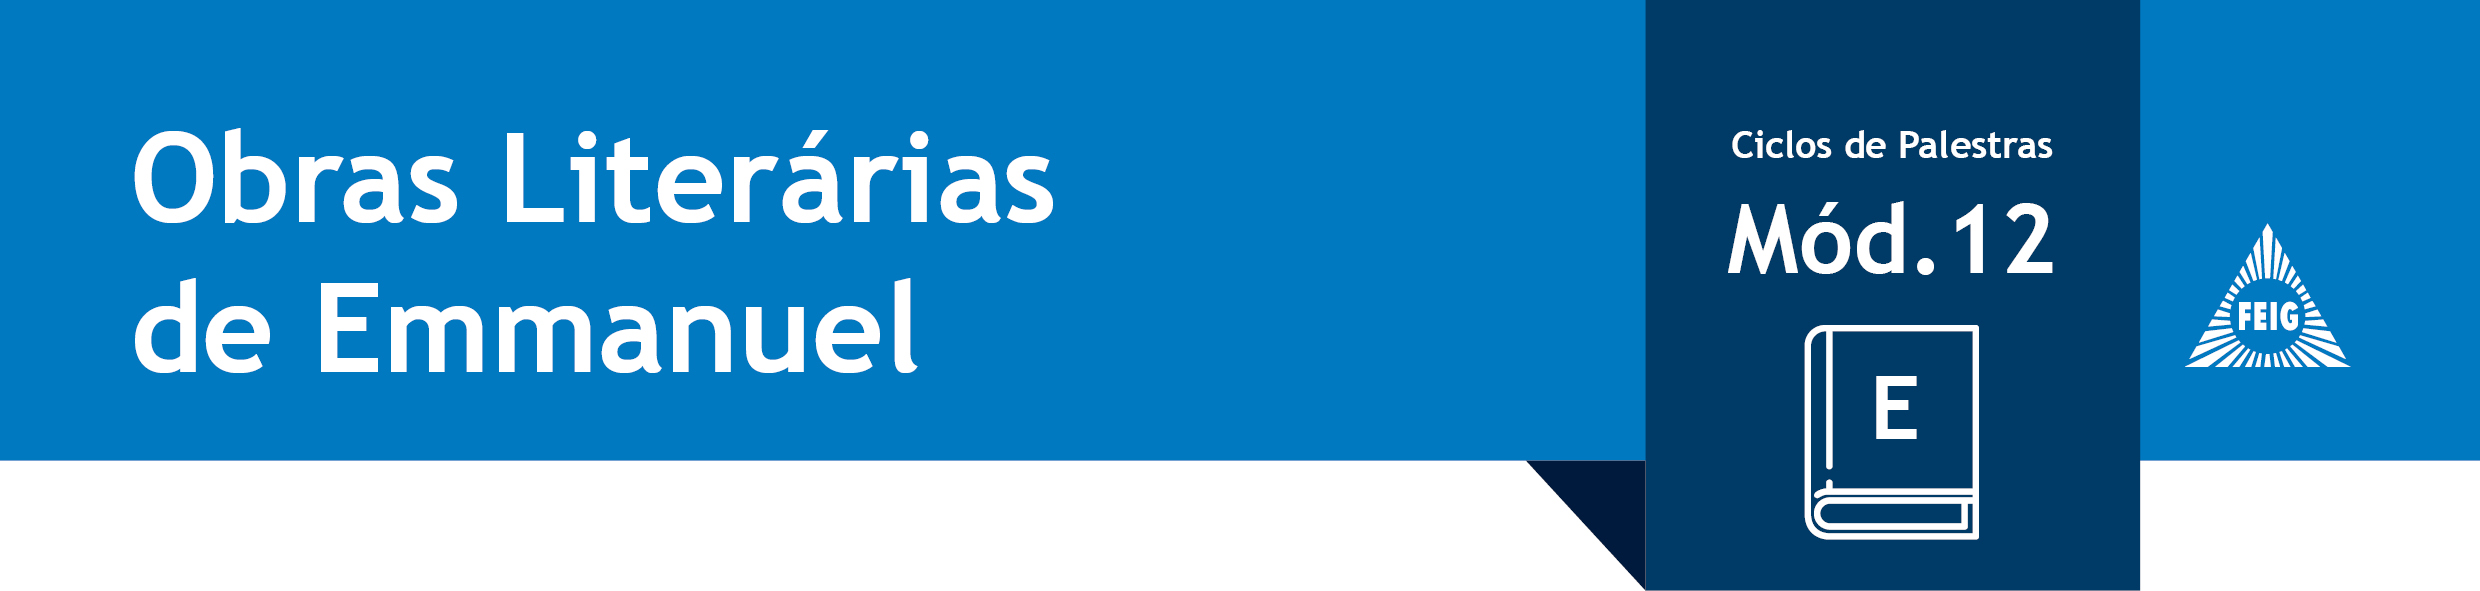 Obras Literárias
de Emmanuel
Ciclos de Palestras
Mód.12
E
FEIG